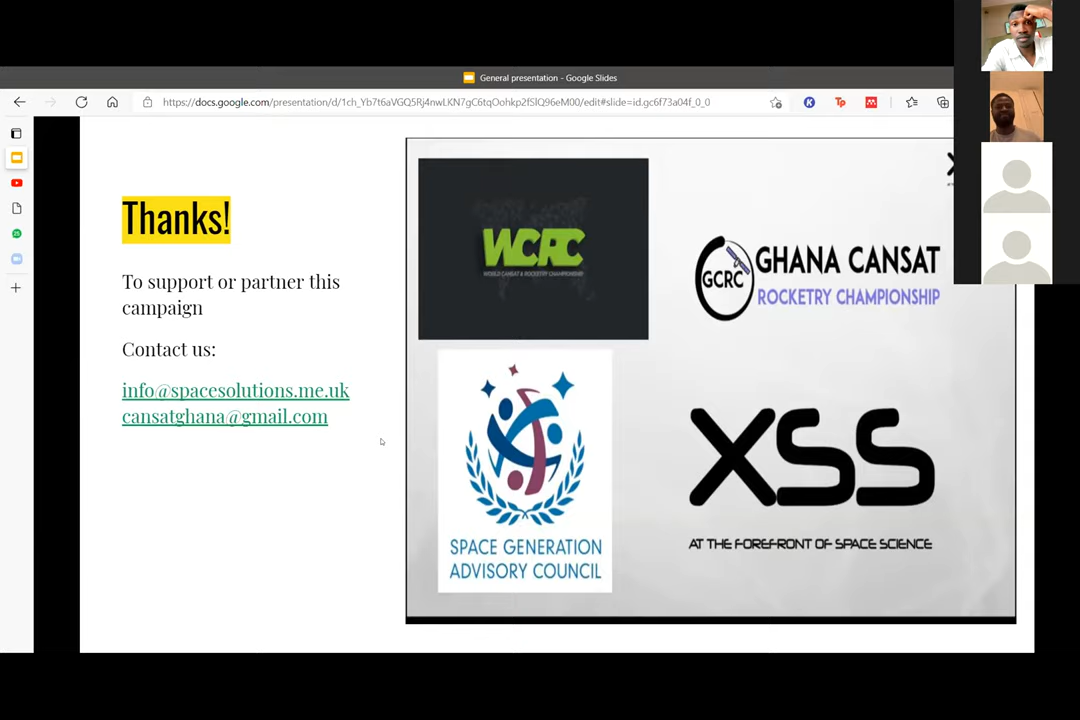 General presentation - Google Slides
https://docs.google.com/presentation/d/1ch_Yb7t6aVGQ5Rj4nwLKN7gC6tqOohkp2fSlQ96eM00/edit#slide=id.gc6f73a04f_0_0
Thanks!
To support or partner this
campaign
Contact us:
info@spacesolutions.me.uk
cansatghana@gmail.com
WCRC
WORLD CANSAT & ROCKETRY CHAMPIONSHIP
GCRC
GHANA CANSAT
ROCKETRY CHAMPIONSHIP
SPACE GENERATION
ADVISORY COUNCIL
XSS
AT THE FOREFRONT OF SPACE SCIENCE